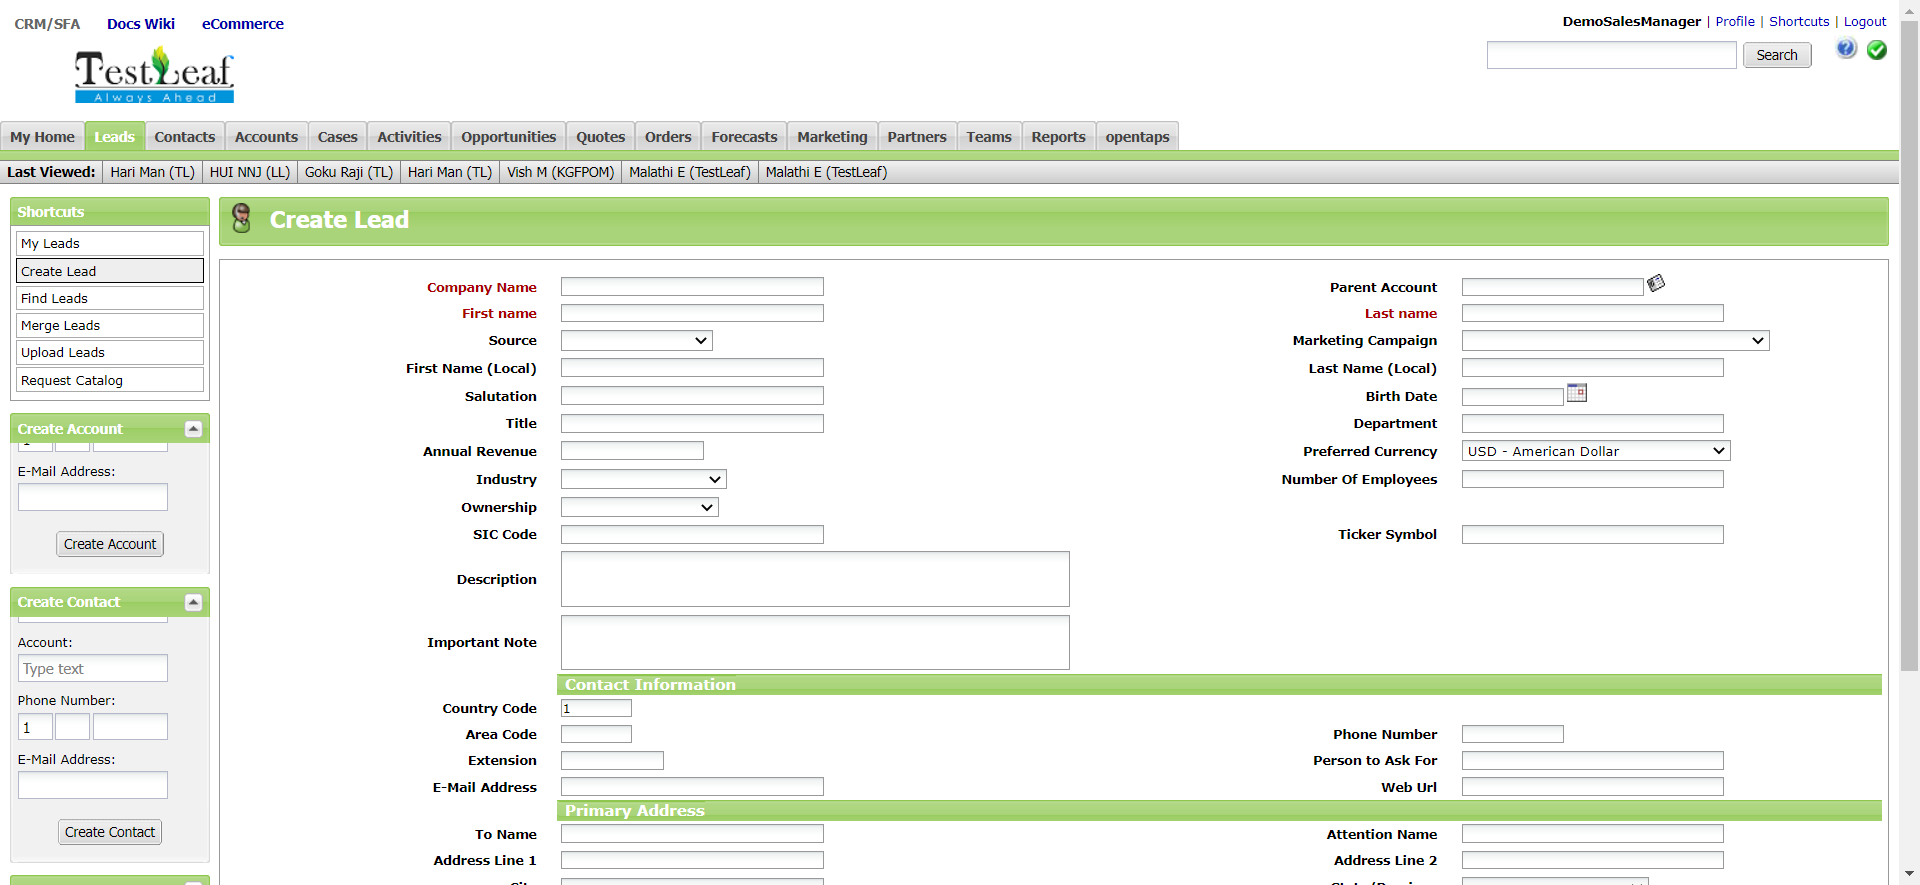 CRM/SFA Docs Wiki eCommerce
DemoSalesManager | Profile | Shortcuts | Logout
Search
TestLeaf
Always Ahead
My Home Leads Contacts Accounts Cases Activities Opportunities Quotes Orders Forecasts Marketing Partners Teams Reports opentaps
Last Viewed: Hari Man (TL) HUI NNJ (LL) Goku Raji (TL) Hari Man (TL) Vish M (KGFPOM) Malathi E (TestLeaf) Malathi E (TestLeaf)
Shortcuts
My Leads
Create Lead
Find Leads
Merge Leads
Upload Leads
Request Catalog
Create Account
E-Mail Address:
Create Account
Create Contact
Account:
Type text
Phone Number:
1
E-Mail Address:
Create Contact
Create Lead
Company Name Parent Account
First name Last name
Source Marketing Campaign
First Name (Local) Last Name (Local)
Salutation Birth Date
Title Department
Annual Revenue Preferred Currency USD - American Dollar
Industry Number Of Employees
Ownership
SIC Code Ticker Symbol
Description
Important Note
Contact Information
Country Code 1
Area Code Phone Number
Extension Person to Ask For
E-Mail Address Web Url
Primary Address
To Name Attention Name
Address Line 1 Address Line 2